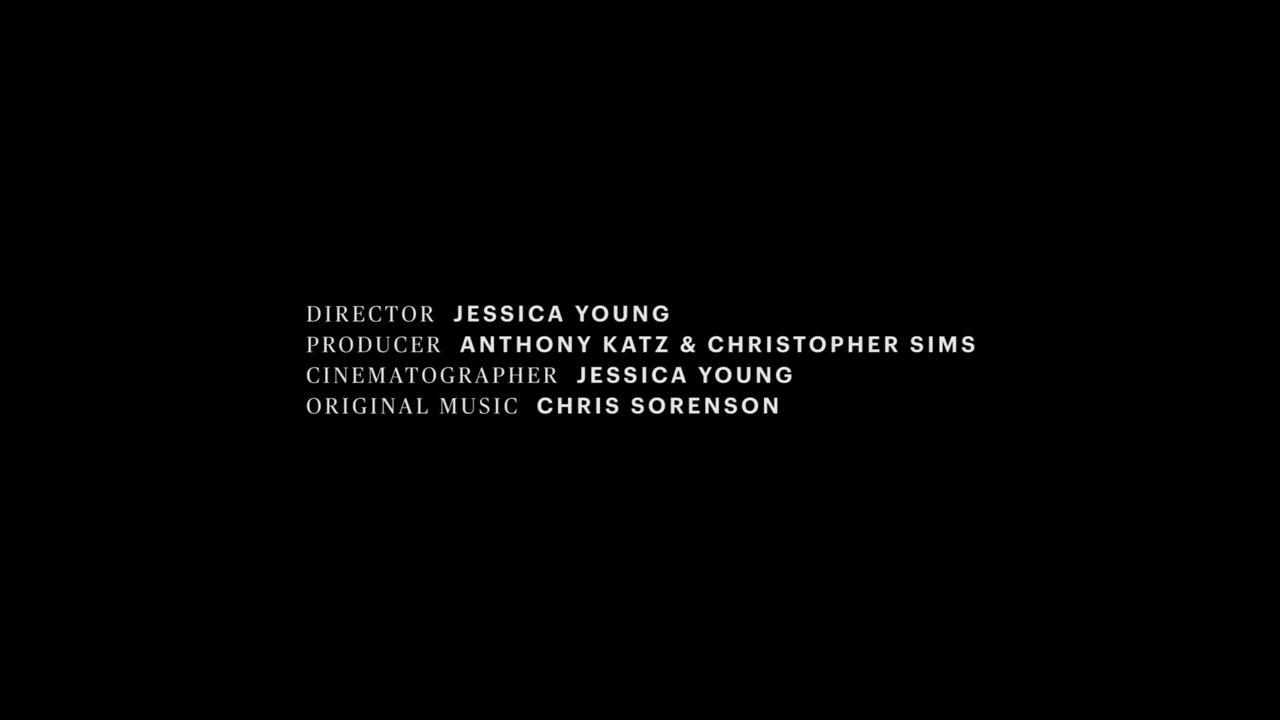 DIRECTOR JESSICA YOUNG
PRODUCER ANTHONY KATZ & CHRISTOPHER SIMS
CINEMATOGRAPHER JESSICA YOUNG
ORIGINAL MUSIC CHRIS SORENSON